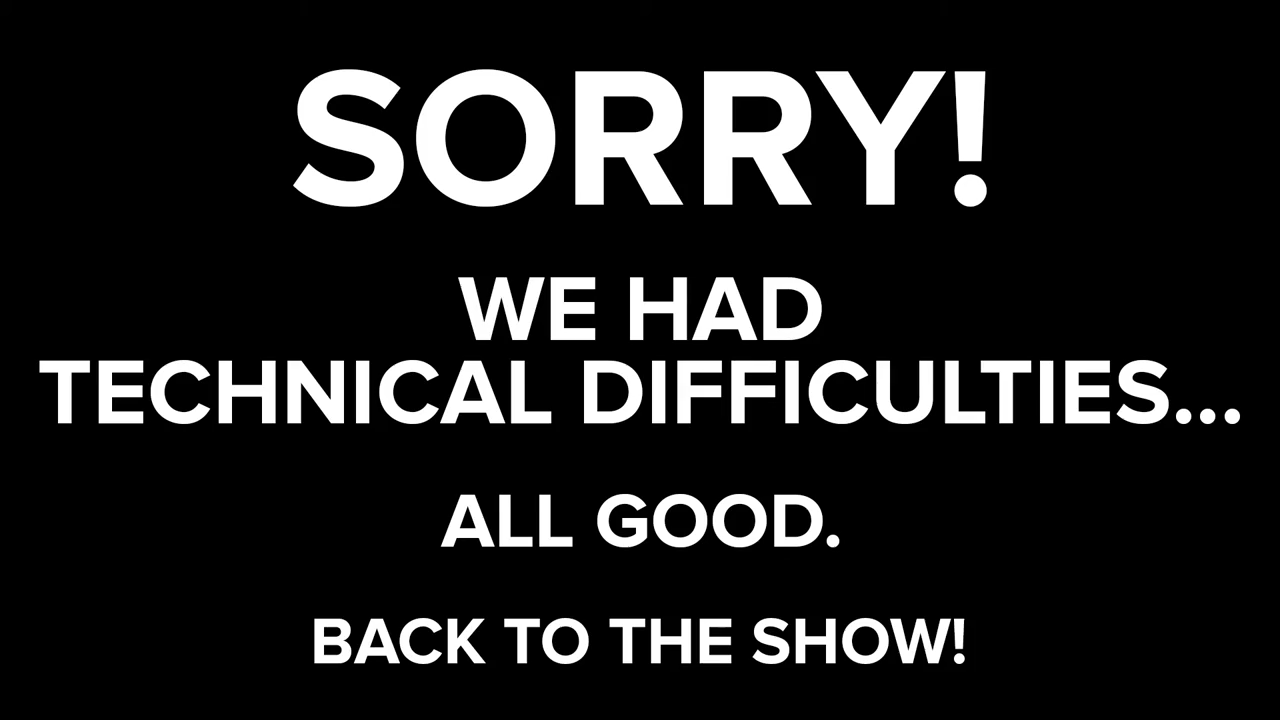 SORRY!
WE HAD
TECHNICAL DIFFICULTIES...
ALL GOOD.
BACK TO THE SHOW!